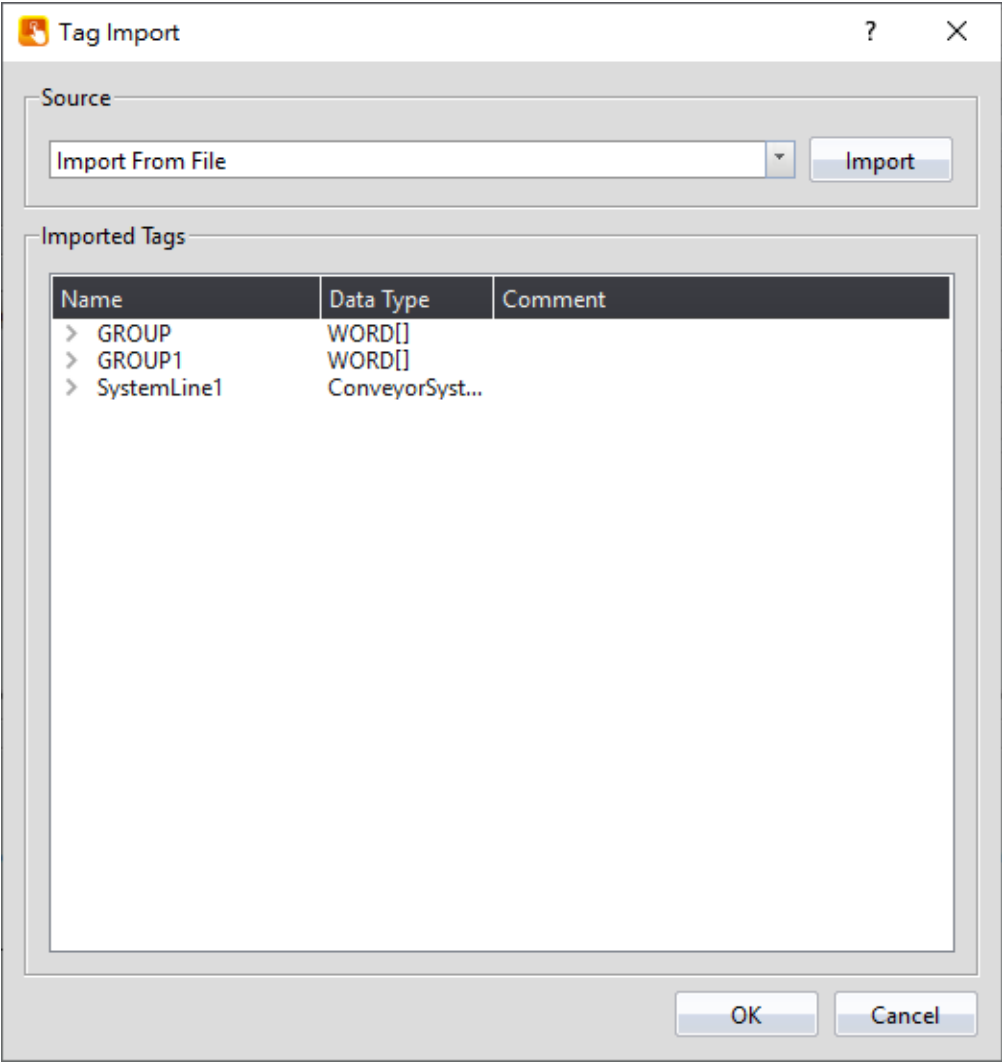 Tag Import ? ×
Source
Import From File Import
Imported Tags
Name Data Type Comment
GROUP WORD[]
GROUP1 WORD[]
SystemLine1 ConveyorSyst...
OK Cancel